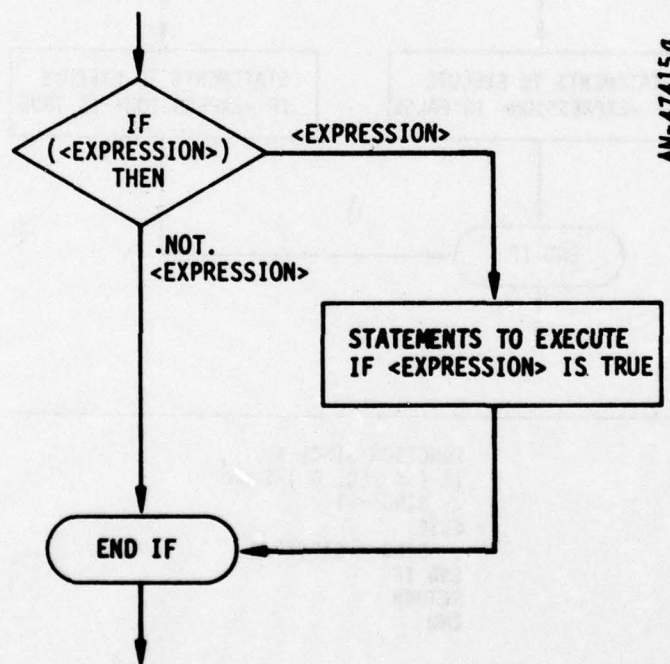 IF
(<EXPRESSION>)
THEN
<EXPRESSION>
.NOT.
<EXPRESSION>
STATEMENTS TO EXECUTE
IF <EXPRESSION> IS TRUE
END IF